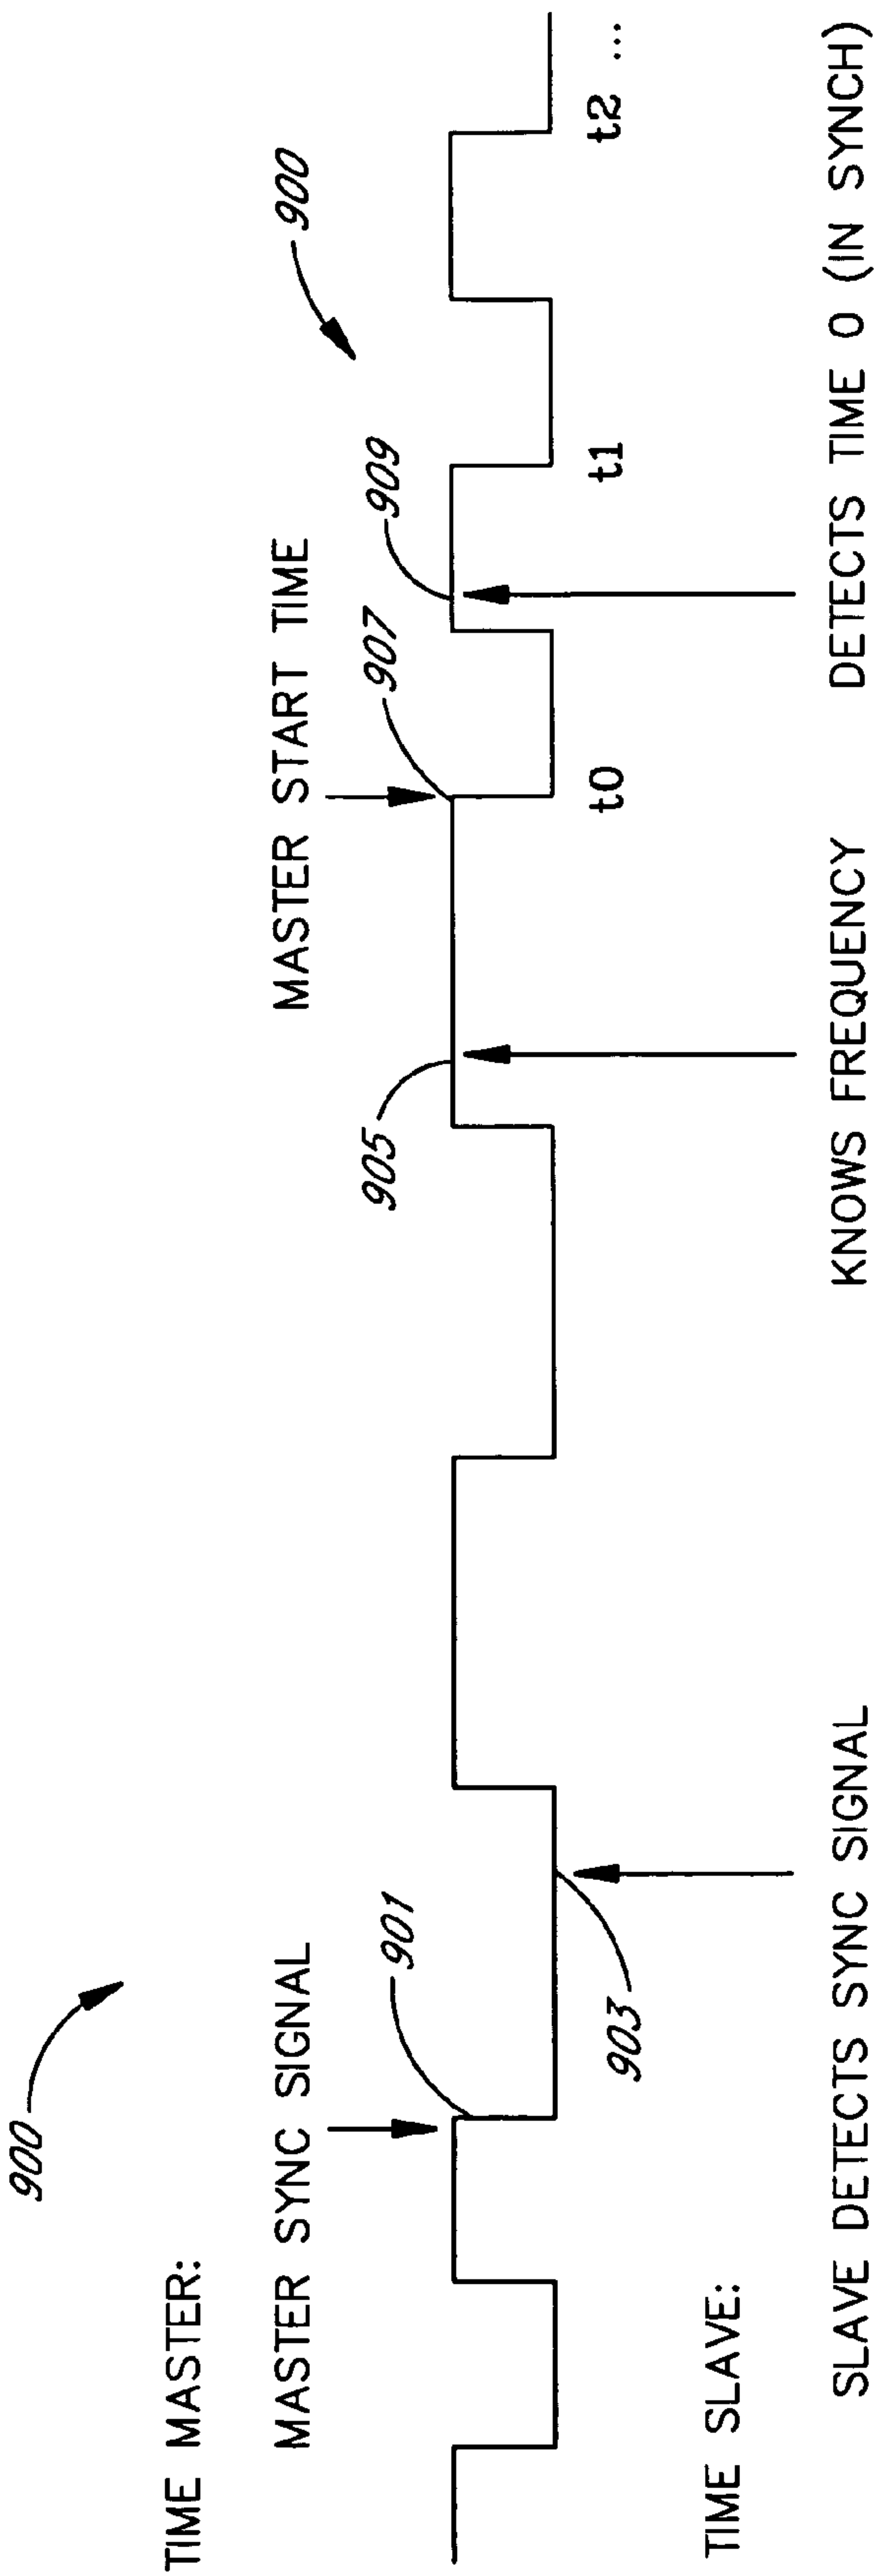 900
TIME MASTER:
MASTER SYNC SIGNAL
MASTER START TIME
900
901
905
907
909
903
t0
t1
t2 ...
TIME SLAVE:
SLAVE DETECTS SYNC SIGNAL
KNOWS FREQUENCY
DETECTS TIME 0 (IN SYNCH)